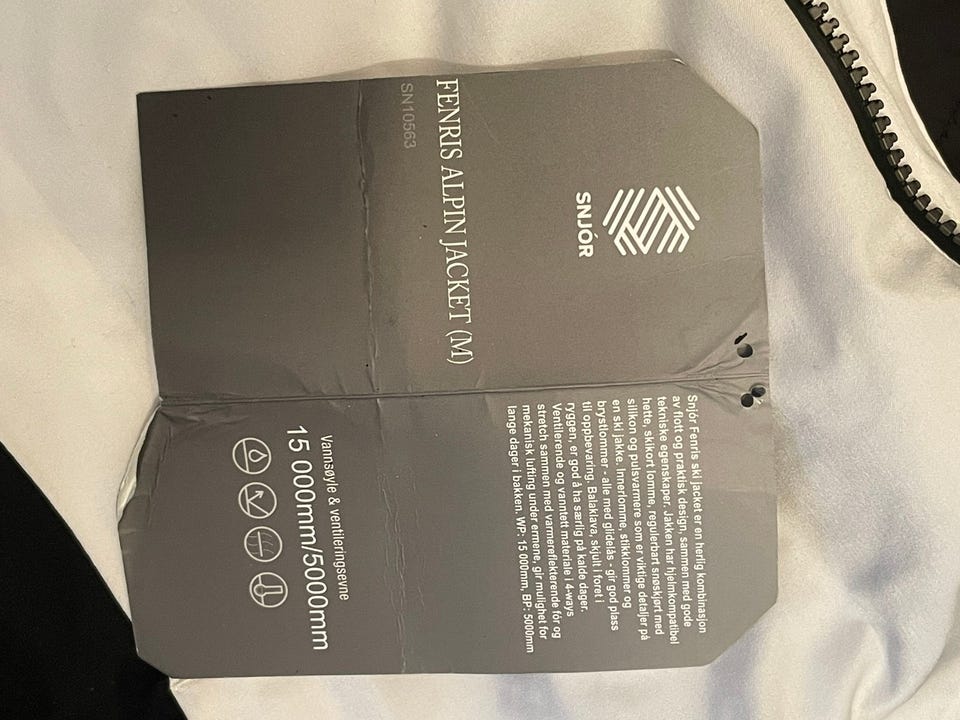 SNJÓR
FENRIS ALPIN JACKET (M)
SN10563
Snjór Fenris ski jacket er en herlig kombinasjon
av flott og praktisk design, sammen med gode
tekniske egenskaper. Jakken har hjelmkompatibel
hette, skikort lomme, regulerbart snøskjørt med
silikon og pulsvarmere som er viktige detaljer på
en ski jakke. Innerlomme, stikklommer og
brystlommer - alle med glidelås - gir god plass
til oppbevaring. Balaklava, skjult i foret i
ryggen, er god å ha særlig på kalde dager.
Ventilerende og vanntett materiale i 4-ways
stretch sammen med varmereflekterende fôr og
mekanisk lufting under ermene, gir mulighet for
lange dager i bakken. WP: 15 000mm, BP: 5000mm
Vannsøyle & ventileringsevne
15 000mm/5000mm